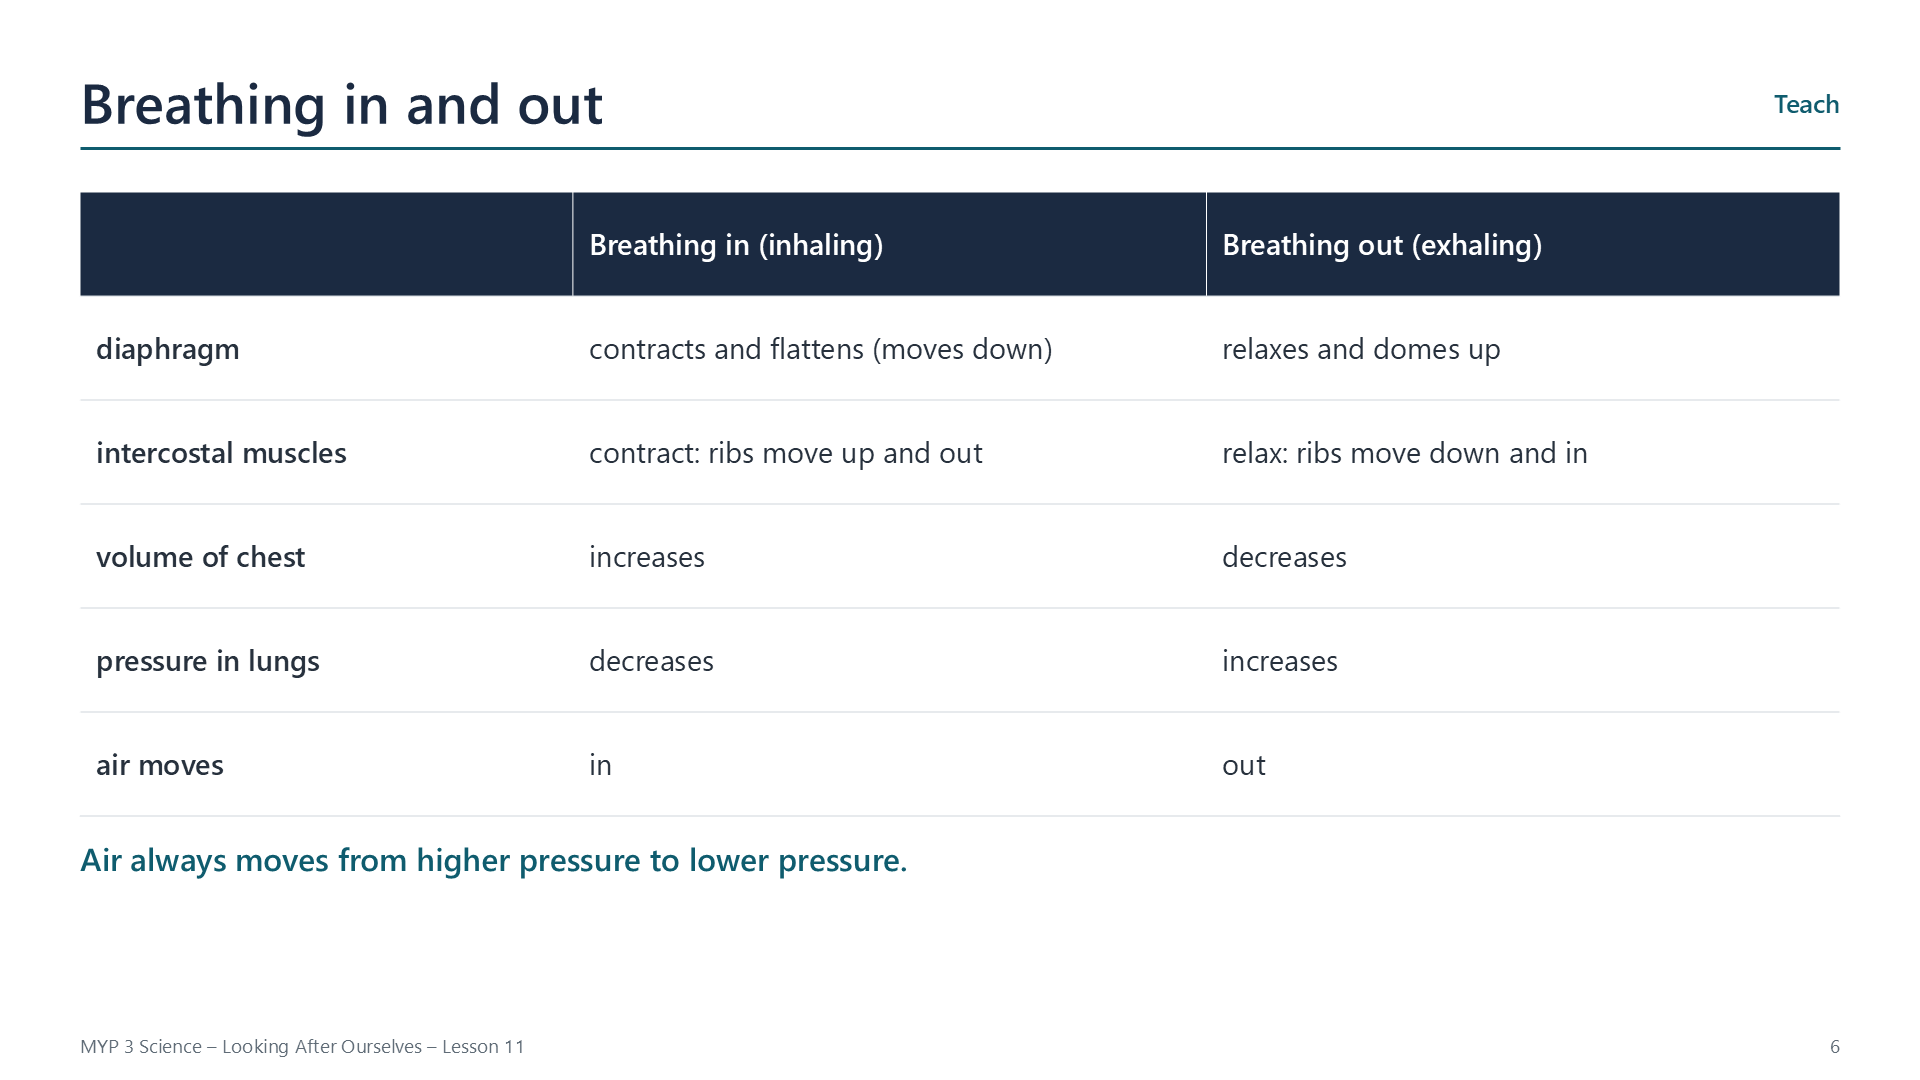 Breathing in and out
Teach
Breathing in (inhaling) Breathing out (exhaling)
diaphragm contracts and flattens (moves down) relaxes and domes up
intercostal muscles contract: ribs move up and out relax: ribs move down and in
volume of chest increases decreases
pressure in lungs decreases increases
air moves in out
Air always moves from higher pressure to lower pressure.
MYP 3 Science – Looking After Ourselves – Lesson 11
6